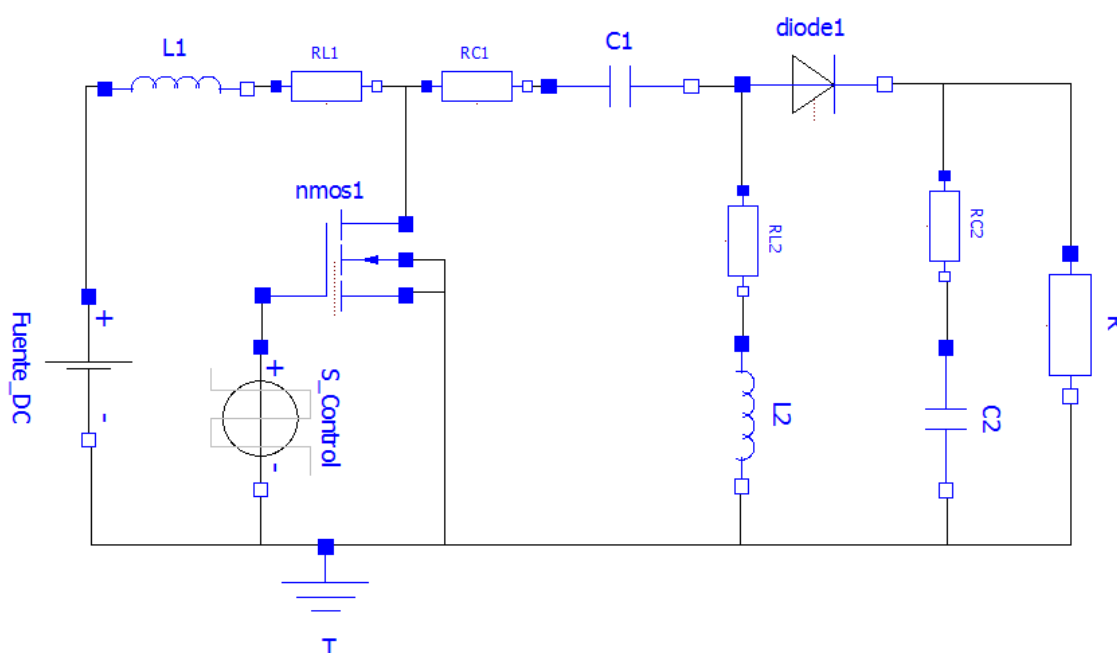 L1
RL1
RC1
C1
diode1
nmos1
RL2
RC2
Fuente_DC
+
-
S_Control
+
-
L2
C2